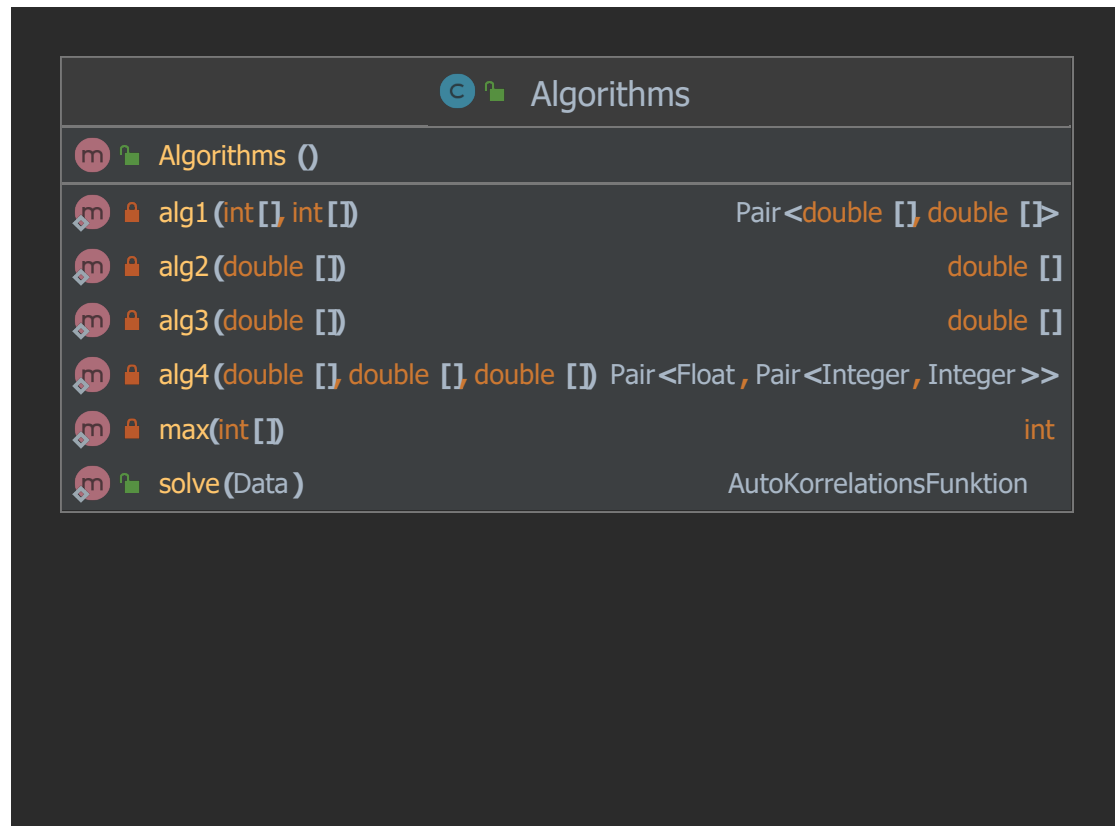 C Algorithms
m Algorithms ()
m alg1(int[], int[]) Pair<double [], double []>
m alg2(double []) double []
m alg3(double []) double []
m alg4(double [], double [], double []) Pair<Float, Pair<Integer, Integer>>
m max(int[]) int
m solve(Data) AutoKorrelationsFunktion